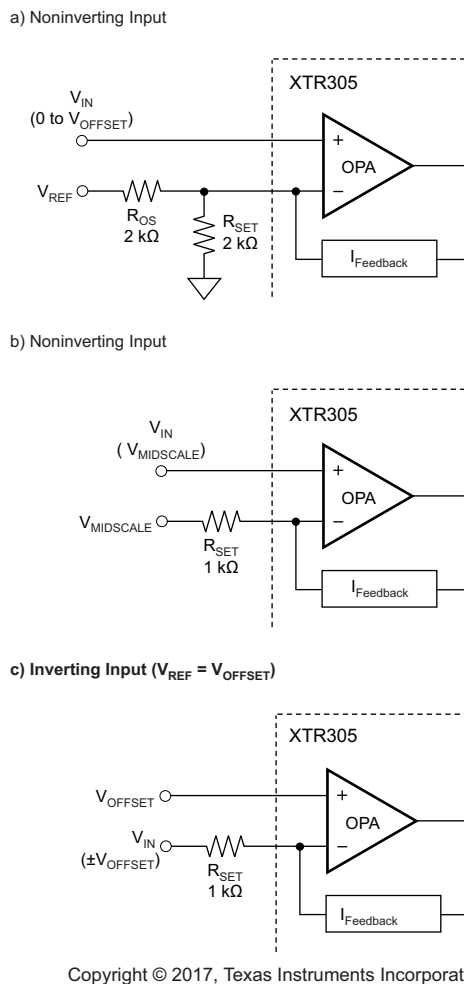 a) Noninverting Input
XTR305
V_IN
(0 to V_OFFSET)
+
OPA
V_REF
−
R_OS
2 kΩ
R_SET
2 kΩ
I_Feedback
b) Noninverting Input
XTR305
V_IN
( V_MIDSCALE)
+
OPA
V_MIDSCALE
−
R_SET
1 kΩ
I_Feedback
c) Inverting Input (V_REF = V_OFFSET)
XTR305
V_OFFSET
+
OPA
V_IN
(±V_OFFSET)
−
R_SET
1 kΩ
I_Feedback
Copyright © 2017, Texas Instruments Incorporat